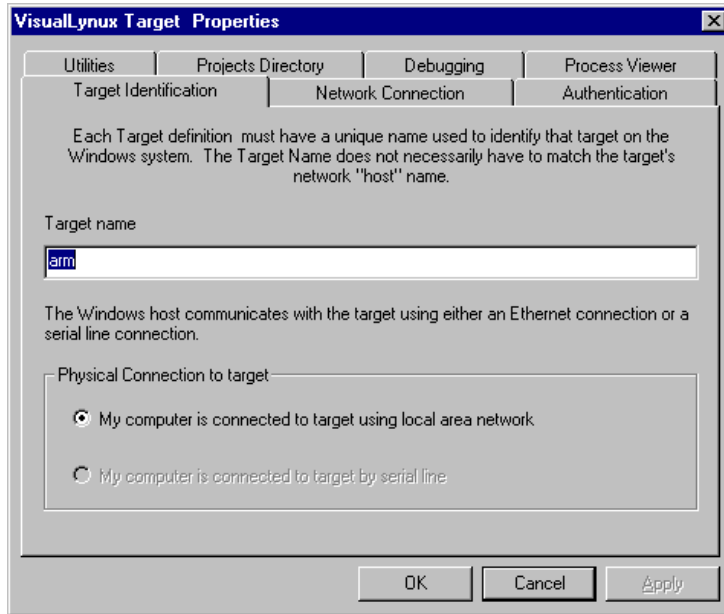 VisualLynux Target  Properties
Utilities
Projects Directory
Debugging
Process Viewer
Target Identification
Network Connection
Authentication
Each Target definition  must have a unique name used to identify that target on the
Windows system.  The Target Name does not necessarily have to match the target's
network "host" name.
Target name
arm
The Windows host communicates with the target using either an Ethernet connection or a
serial line connection.
Physical Connection to target
My computer is connected to target using local area network
My computer is connected to target by serial line
OK
Cancel
Apply